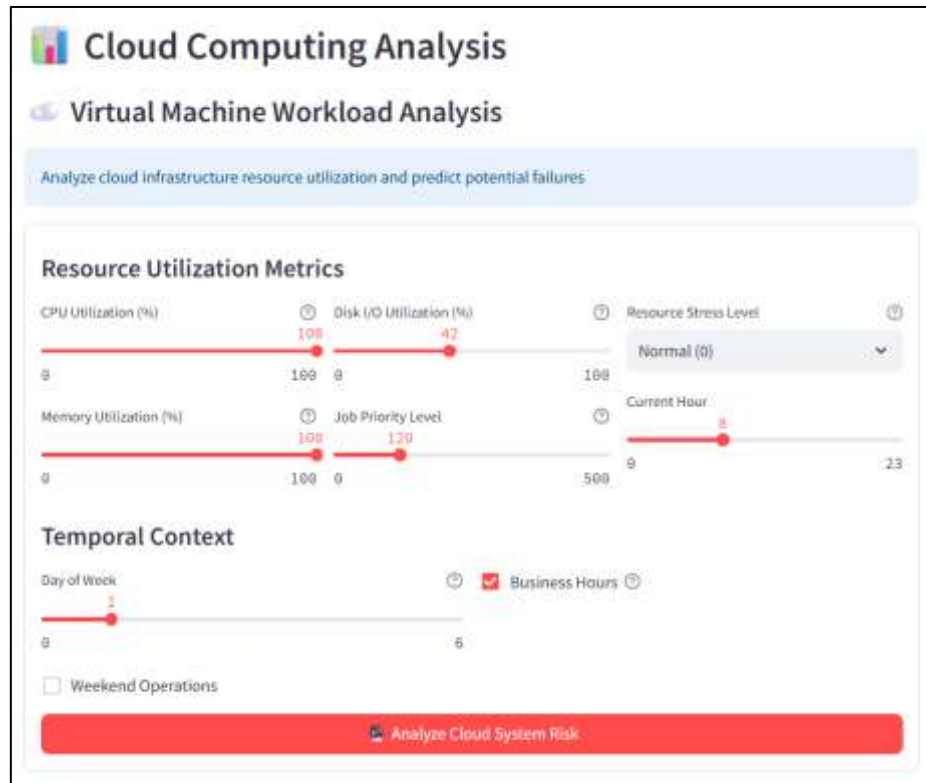 Cloud Computing Analysis
Virtual Machine Workload Analysis
Analyze cloud infrastructure resource utilization and predict potential failures
Resource Utilization Metrics
CPU Utilization (%) Disk I/O Utilization (%) Resource Stress Level
100 42 Normal (0)
0 100 0 100
Memory Utilization (%) Job Priority Level Current Hour
100 120 8
0 100 0 500 0 23
Temporal Context
Day of Week Business Hours
1
0 6
Weekend Operations
Analyze Cloud System Risk